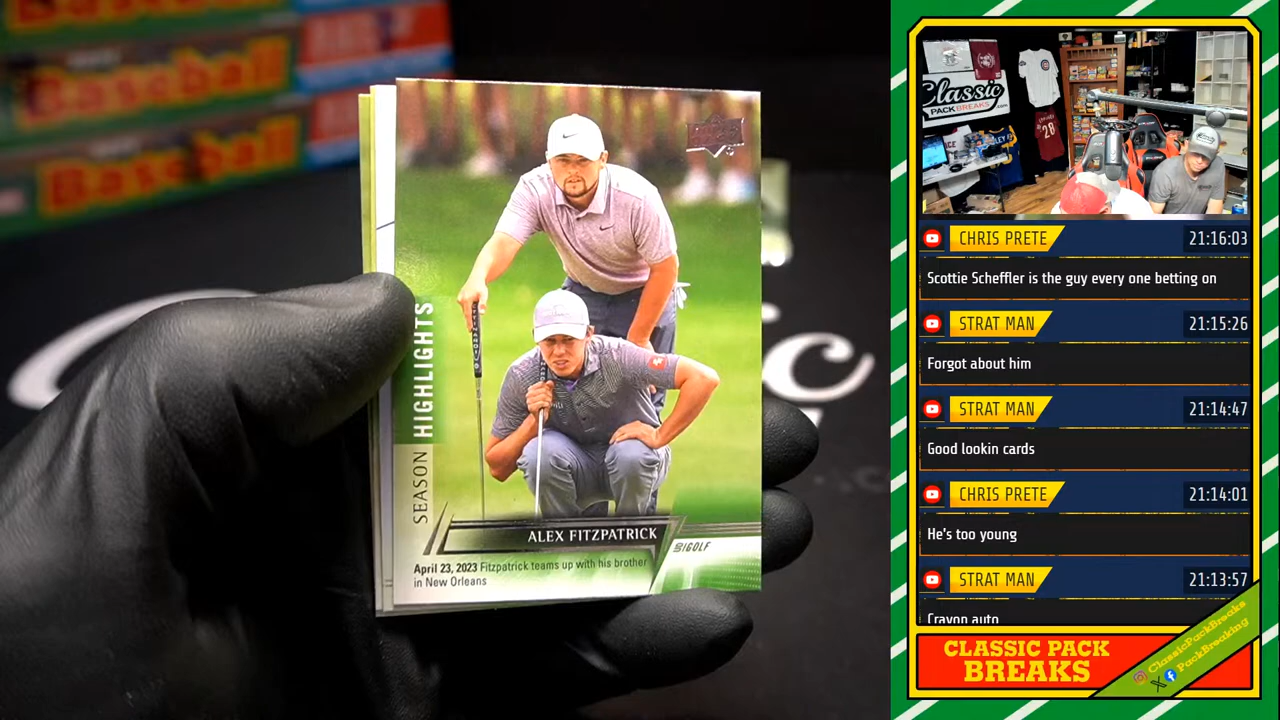 Baseball
Baseball
SEASON HIGHLIGHTS
ALEX FITZPATRICK
GOLF
April 23, 2023 Fitzpatrick teams up with his brother
in New Orleans
Classic
PACK BREAKS.COM
28
CHRIS PRETE
21:16:03
Scottie Scheffler is the guy every one betting on
STRAT MAN
21:15:26
Forgot about him
STRAT MAN
21:14:47
Good lookin cards
CHRIS PRETE
21:14:01
He's too young
STRAT MAN
21:13:57
Crayon auto
CLASSIC PACK
BREAKS
ClassicPackBreaks
PackBreaking